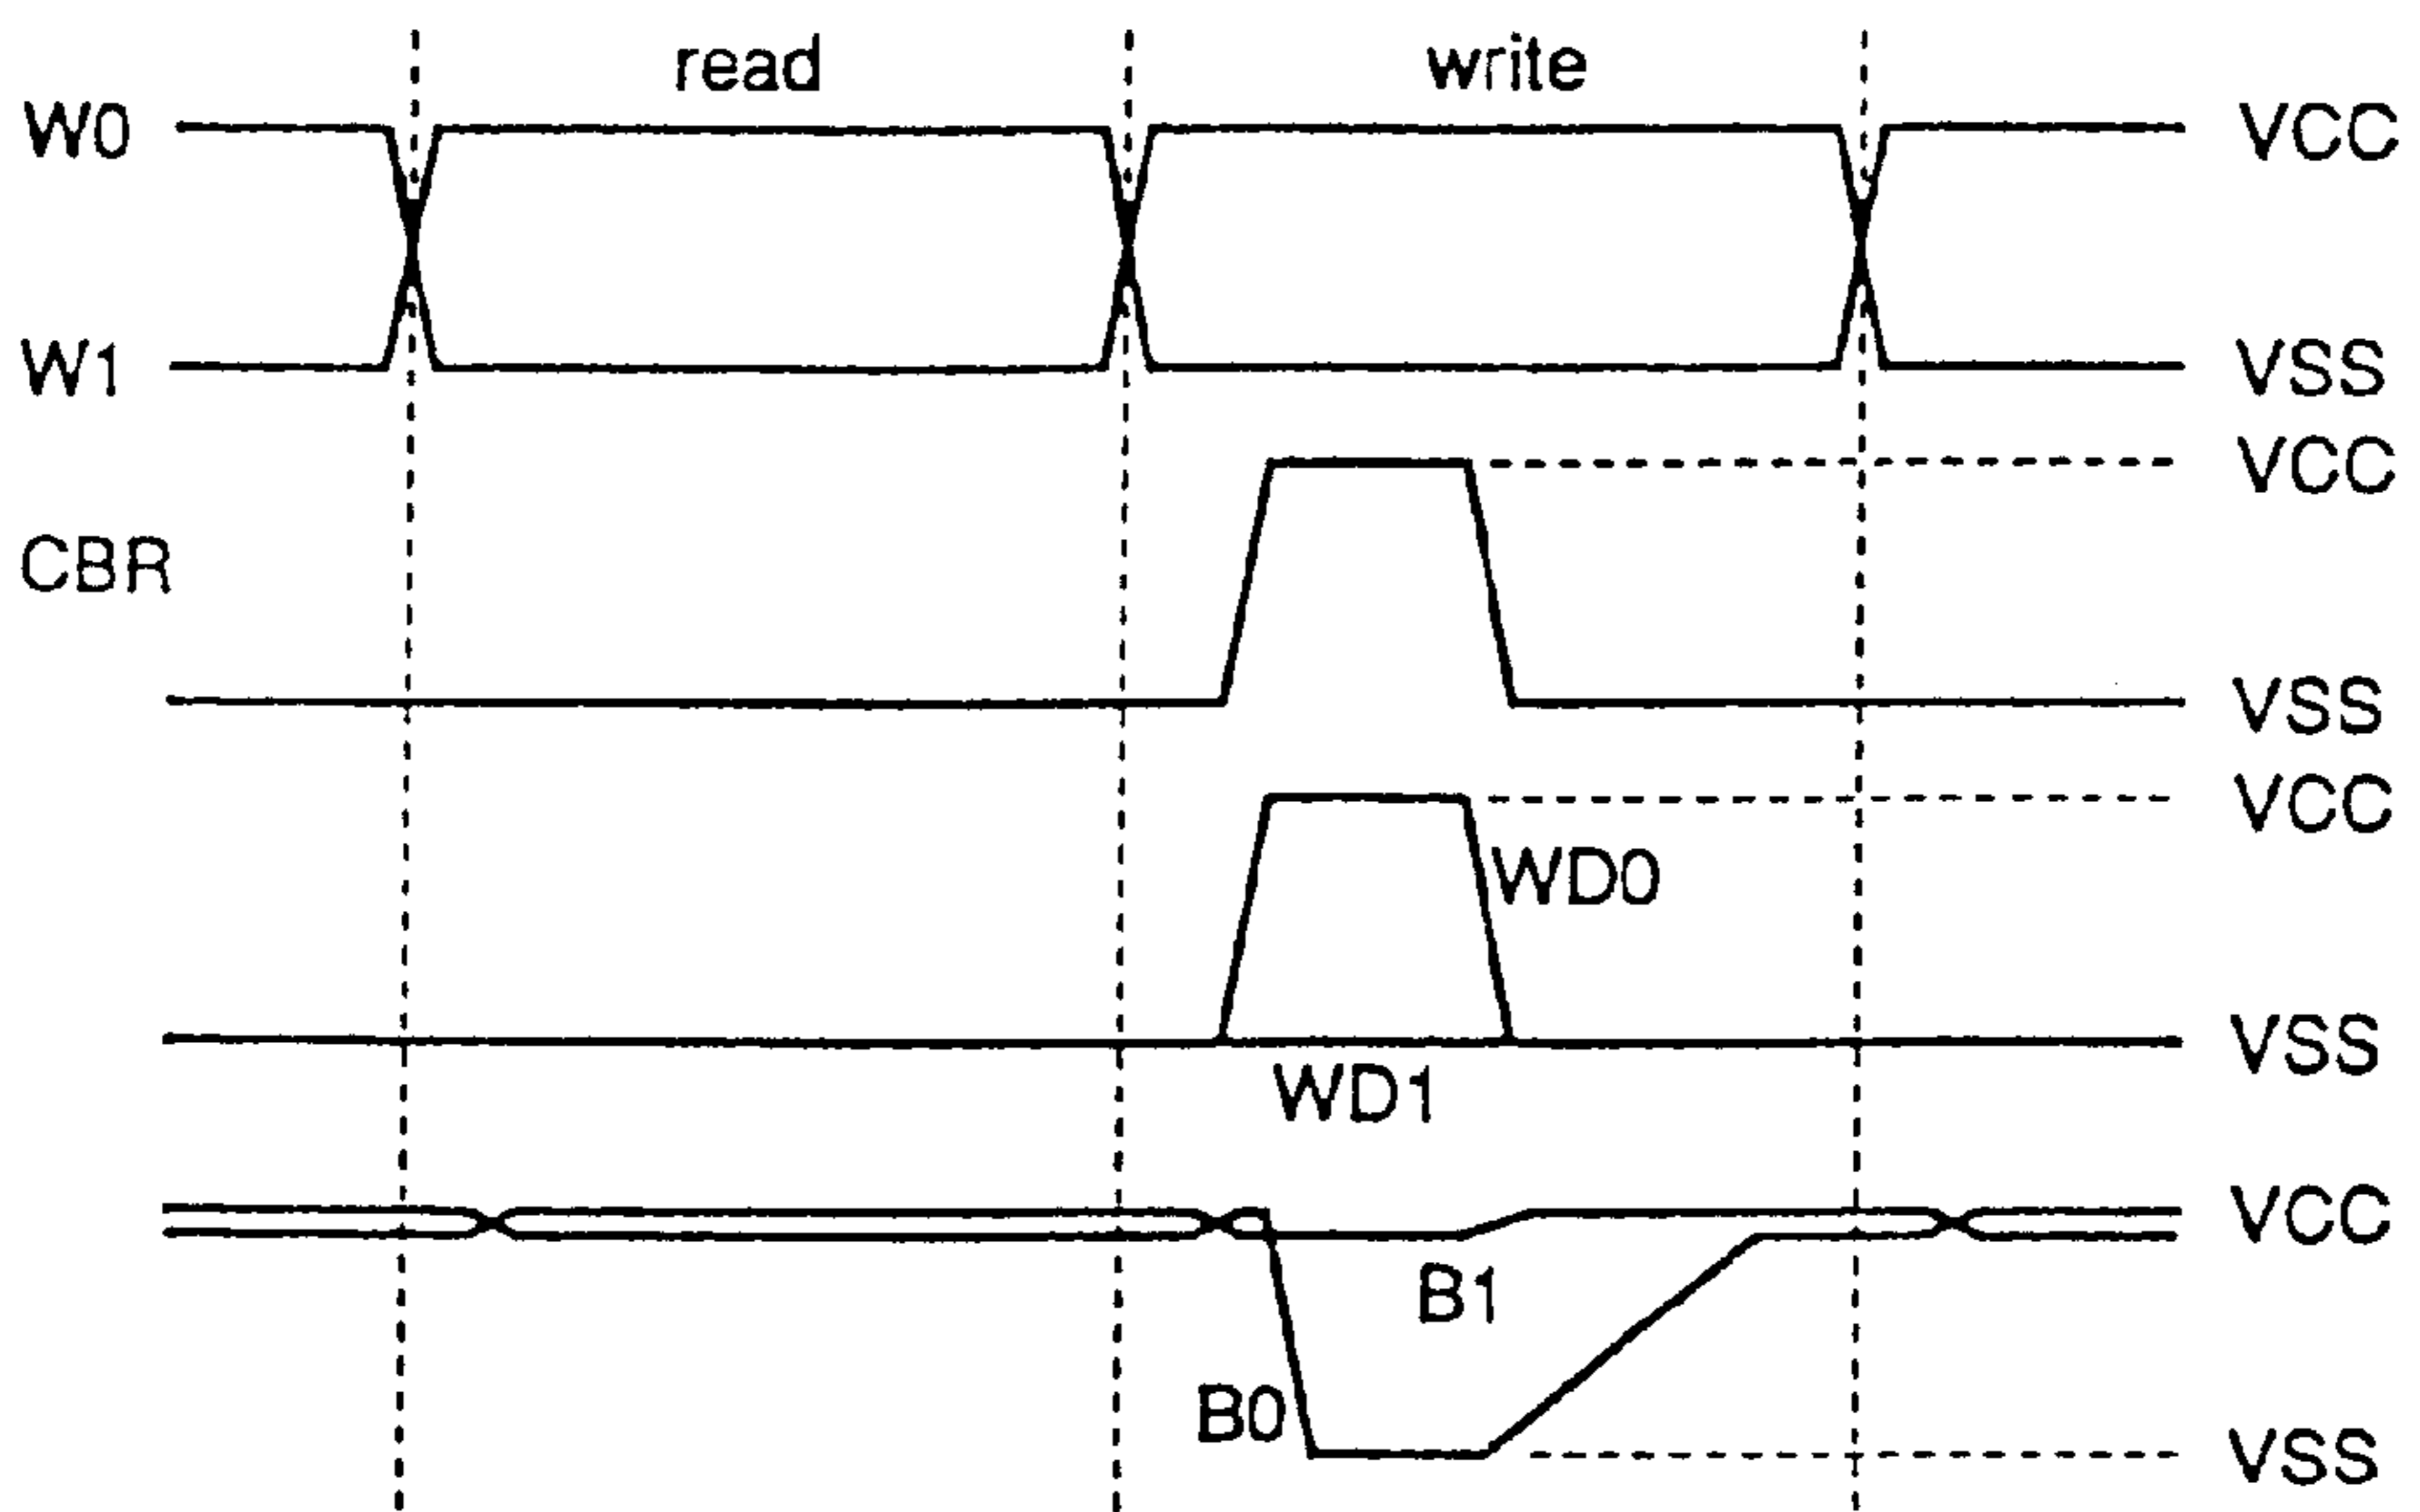 read write
W0 VCC
W1 VSS
VCC
CBR
VSS
VCC
WD0
VSS
WD1
VCC
B1
B0
VSS